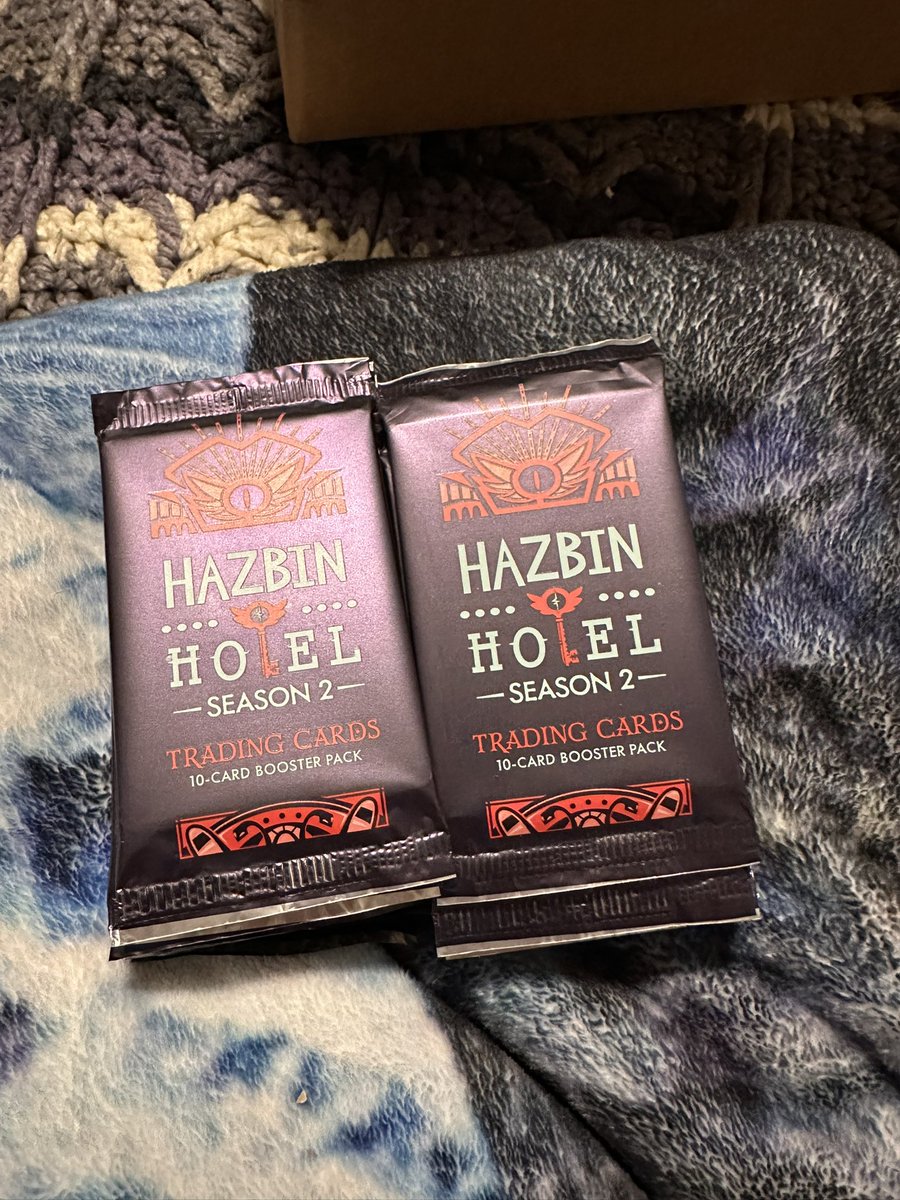 HAZBIN
HOTEL
SEASON 2
TRADING CARDS
10-CARD BOOSTER PACK
HAZBIN
HOTEL
SEASON 2
TRADING CARDS
10-CARD BOOSTER PACK